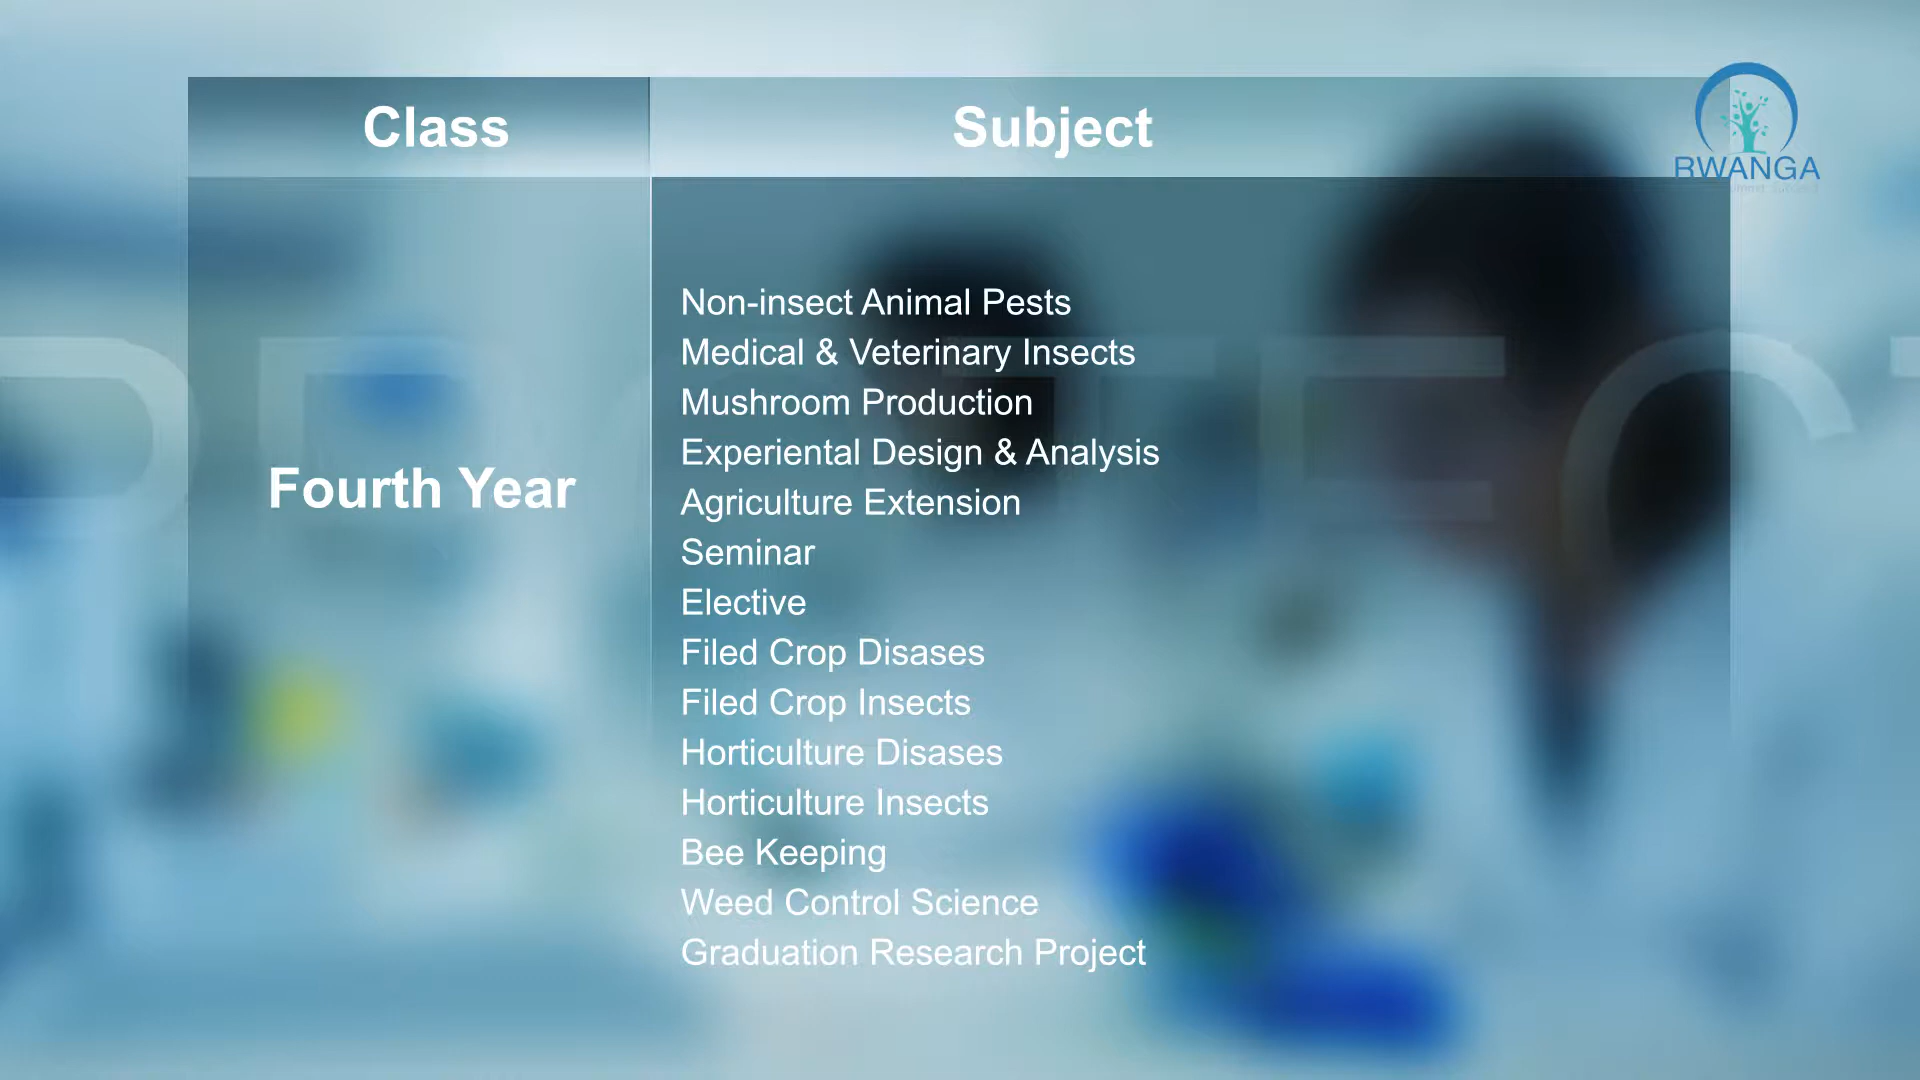 Class
Subject
RWANGA
Fourth Year
Non-insect Animal Pests
Medical & Veterinary Insects
Mushroom Production
Experiental Design & Analysis
Agriculture Extension
Seminar
Elective
Filed Crop Disases
Filed Crop Insects
Horticulture Disases
Horticulture Insects
Bee Keeping
Weed Control Science
Graduation Research Project